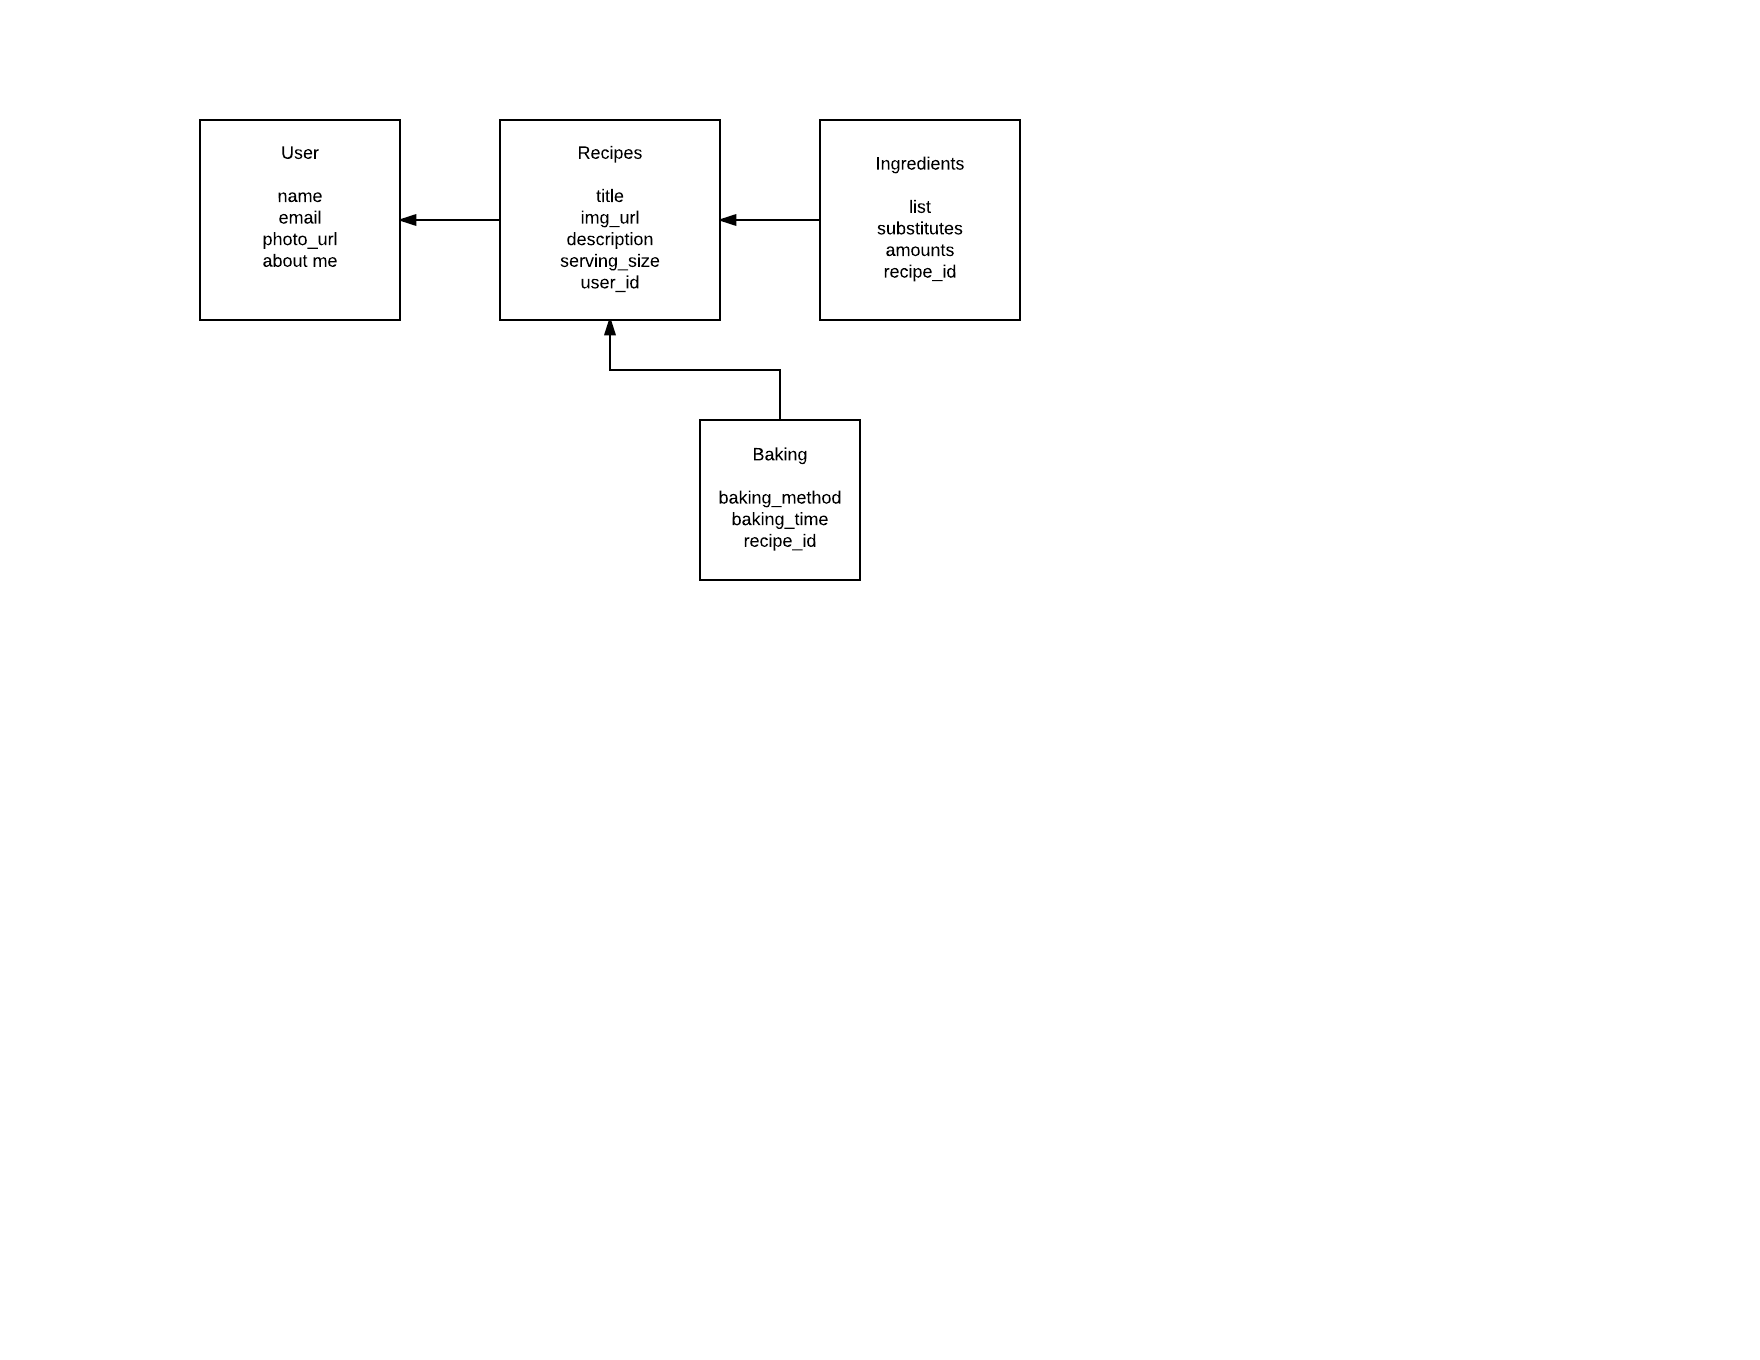 User
name
email
photo_url
about me
Recipes
title
img_url
description
serving_size
user_id
Ingredients
list
substitutes
amounts
recipe_id
Baking
baking_method
baking_time
recipe_id